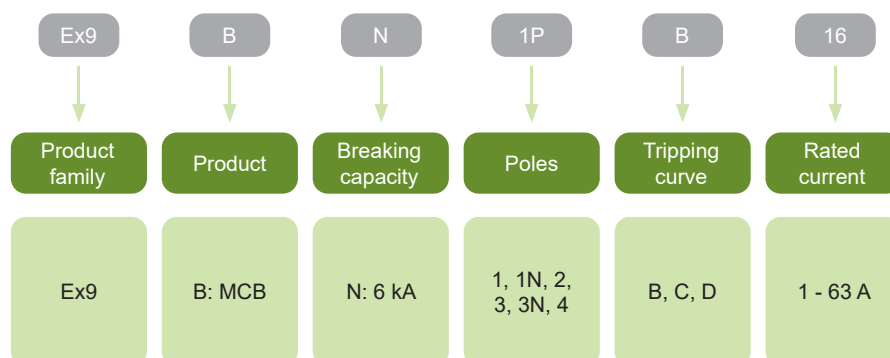 Ex9 B N 1P B 16
Product family
Product
Breaking capacity
Poles
Tripping curve
Rated current
Ex9
B: MCB
N: 6 kA
1, 1N, 2,
3, 3N, 4
B, C, D
1 - 63 A